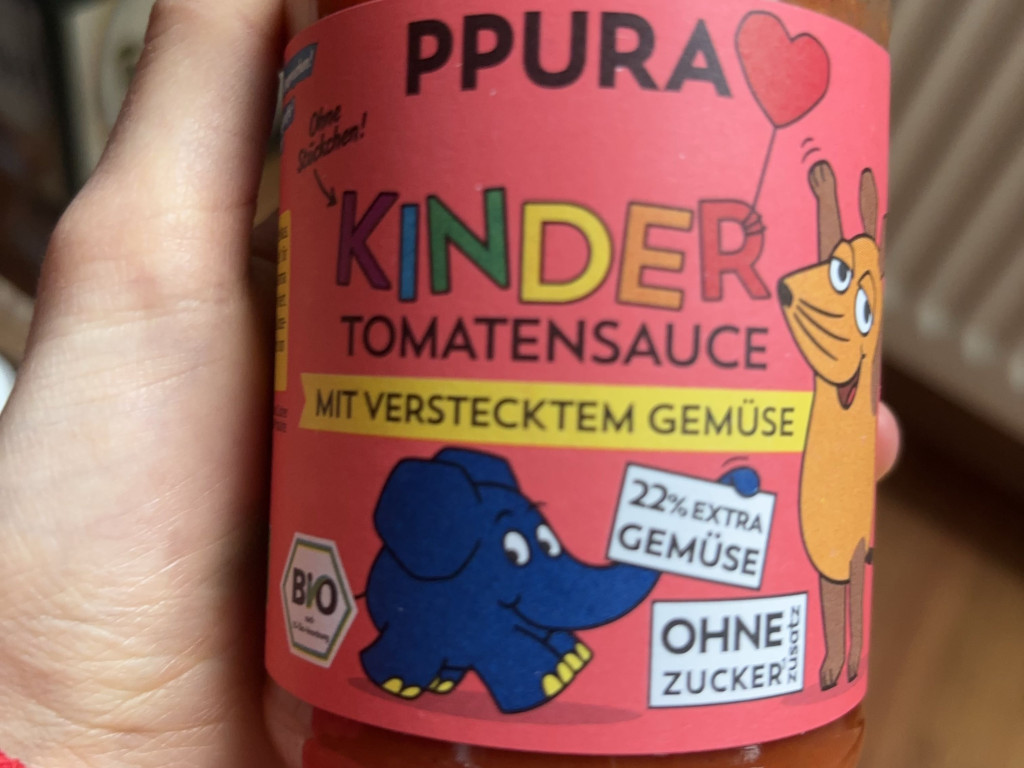 PPURA
Ohne
Stückchen!
KINDER
TOMATENSAUCE
MIT VERSTECKTEM GEMÜSE
22% EXTRA
GEMÜSE
BIO
OHNE
ZUCKER
zusatz